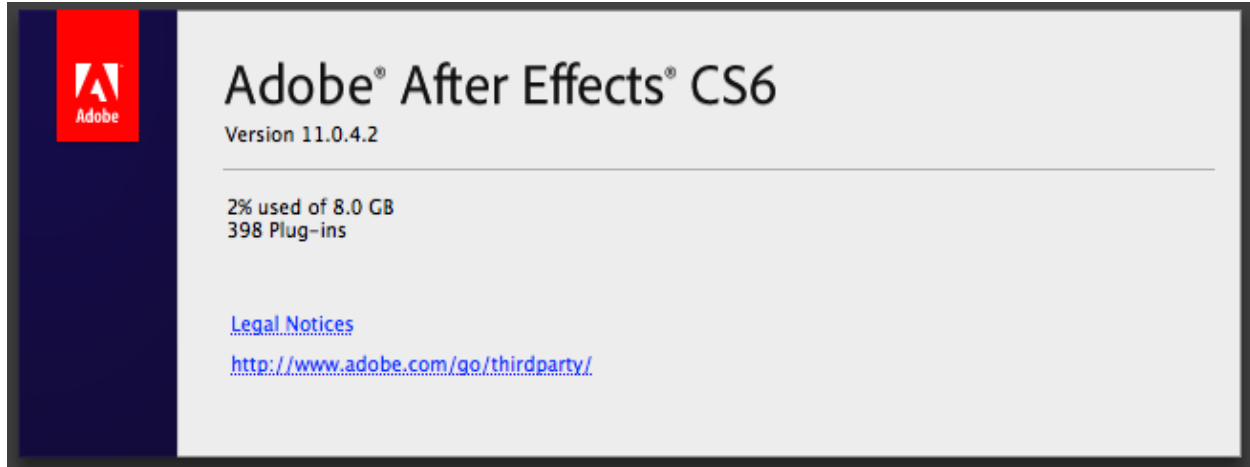 Adobe
Adobe® After Effects® CS6
Version 11.0.4.2
2% used of 8.0 GB
398 Plug-ins
Legal Notices
http://www.adobe.com/go/thirdparty/